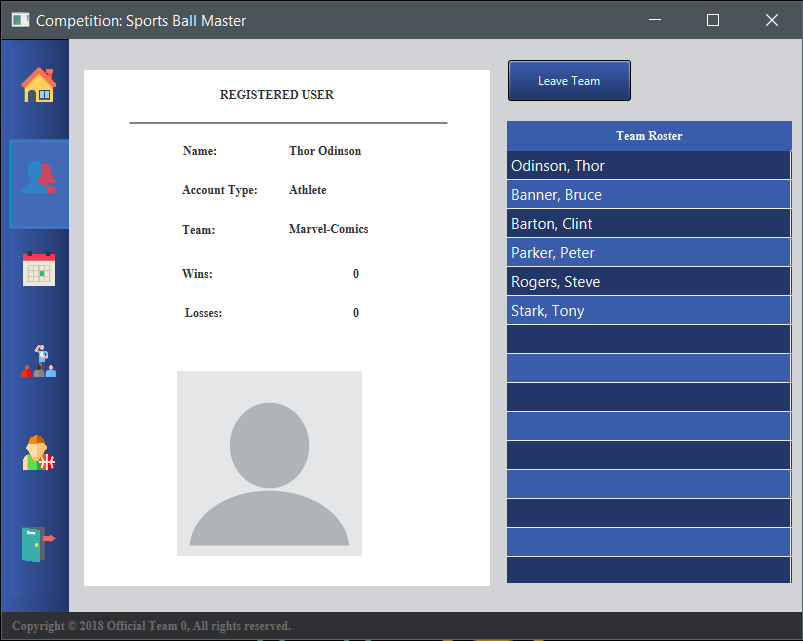 Competition: Sports Ball Master
REGISTERED USER
Name: Thor Odinson
Account Type: Athlete
Team: Marvel-Comics
Wins: 0
Losses: 0
Leave Team
Team Roster
Odinson, Thor
Banner, Bruce
Barton, Clint
Parker, Peter
Rogers, Steve
Stark, Tony
Copyright © 2018 Official Team 0, All rights reserved.